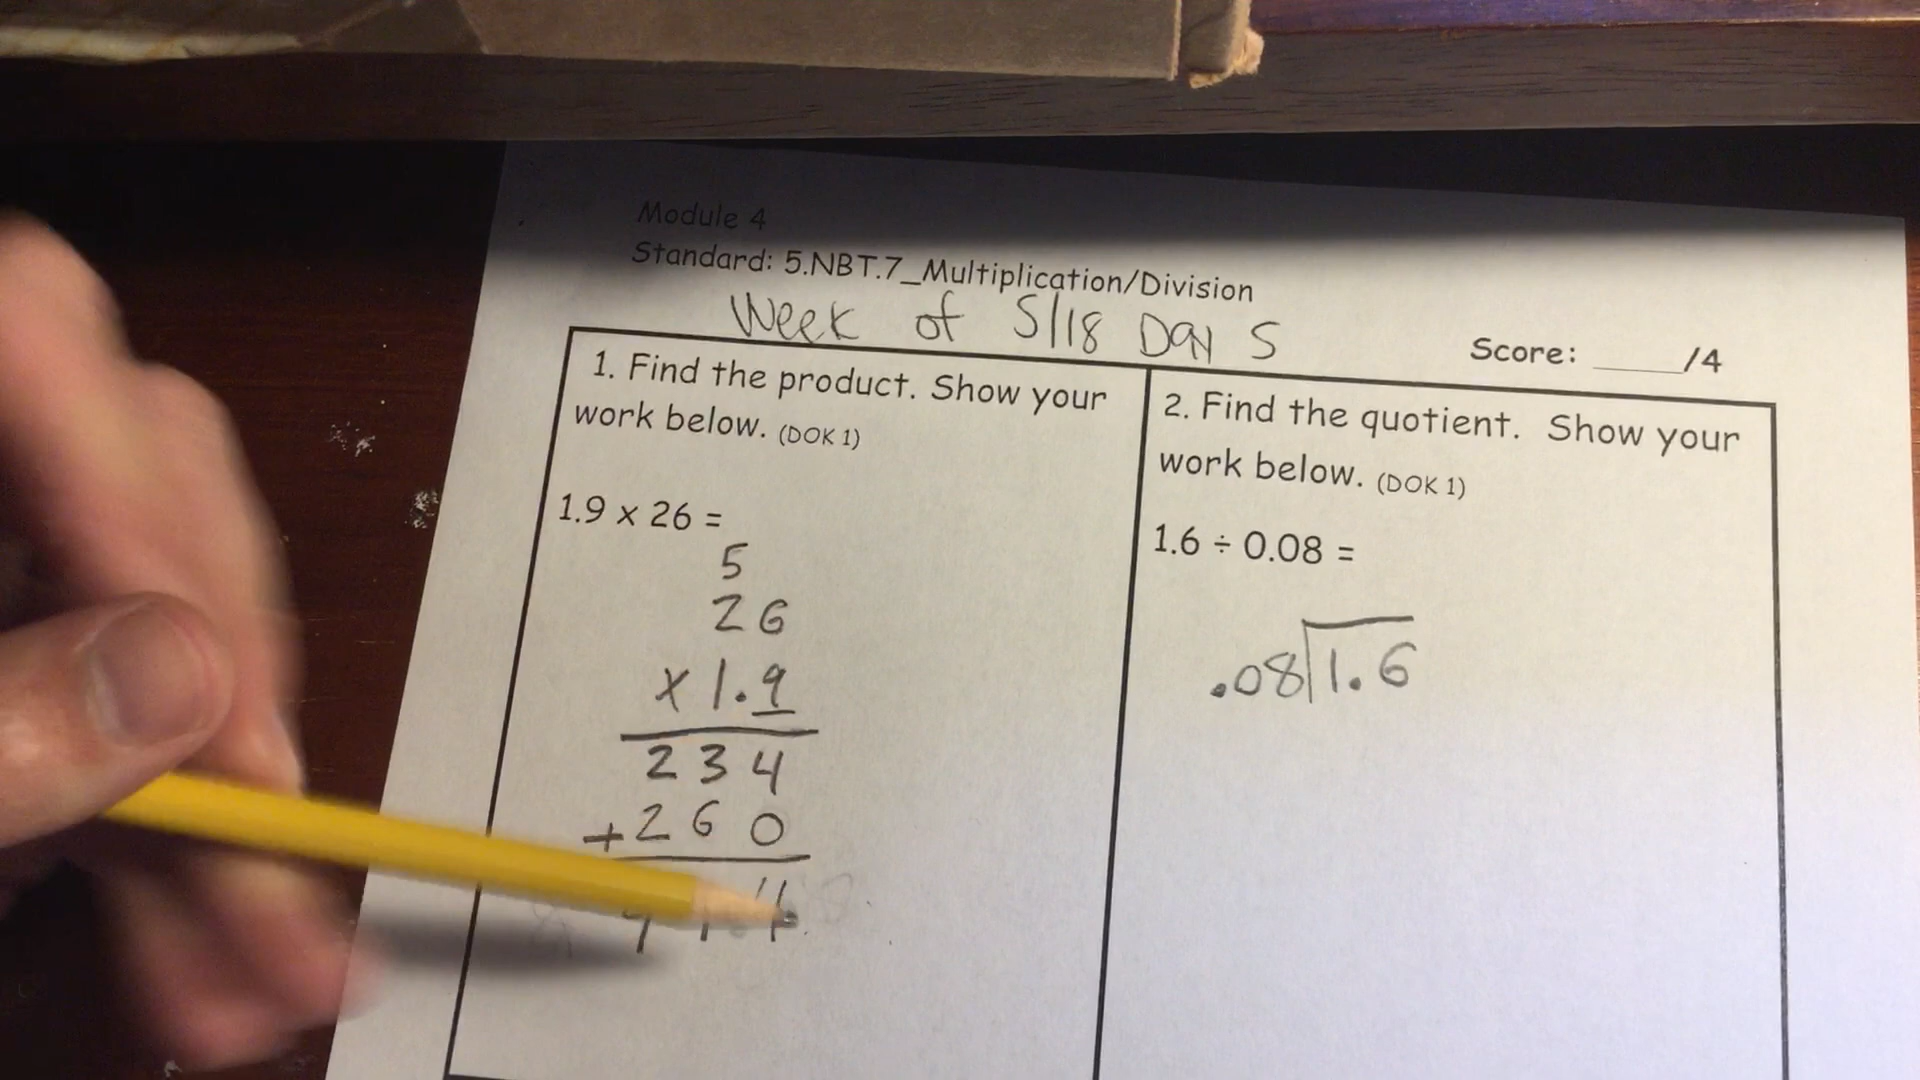 Module 4
Standard: 5.NBT.7_Multiplication/Division
Week of 5/18 Day 5
Score: _____/4
1. Find the product. Show your
work below. (DOK 1)
1.9 x 26 =
5
26
x 1.9
234
+260
2. Find the quotient. Show your
work below. (DOK 1)
1.6 ÷ 0.08 =
.08 1.6